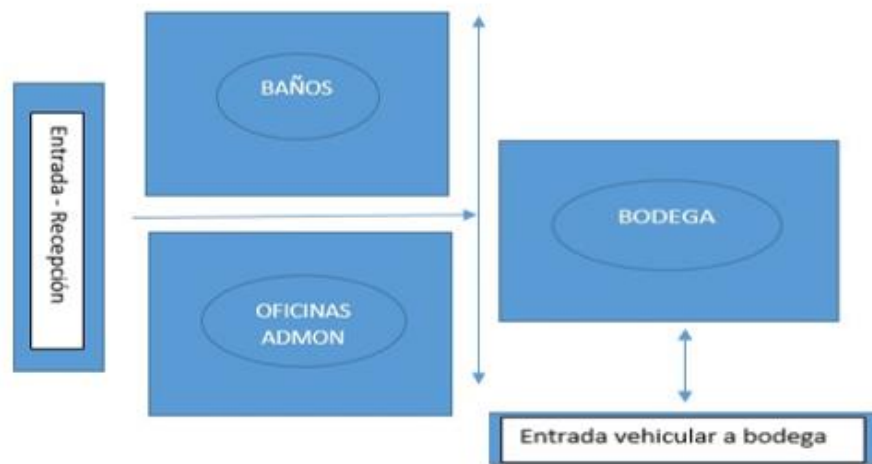 Entrada - Recepción
BAÑOS
OFICINAS
ADMON
BODEGA
Entrada vehicular a bodega